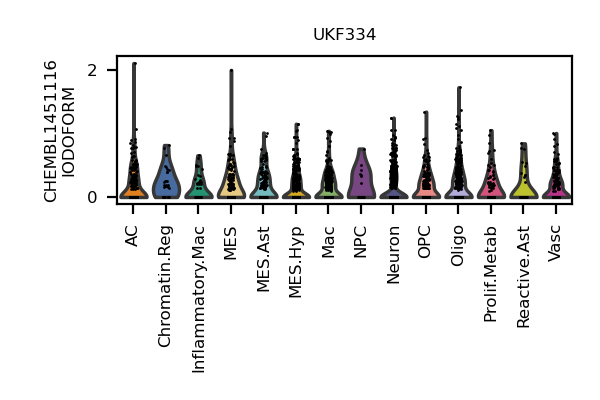 UKF334
CHEMBL1451116
IODOFORM
2
0
AC
Chromatin.Reg
Inflammatory.Mac
MES
MES.Ast
MES.Hyp
Mac
NPC
Neuron
OPC
Oligo
Prolif.Metab
Reactive.Ast
Vasc